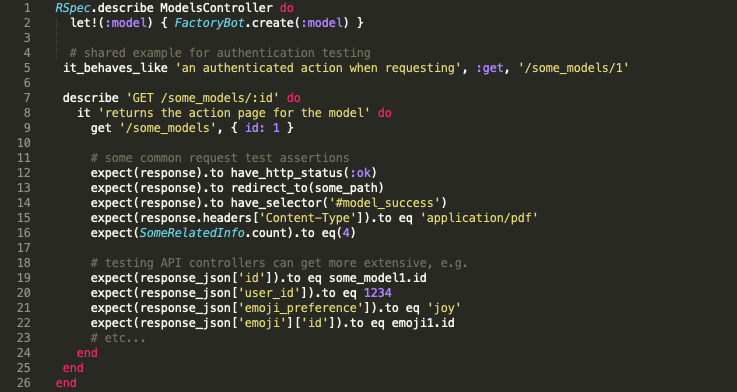 1 RSpec.describe ModelsController do
2   let!(:model) { FactoryBot.create(:model) }
3
4   # shared example for authentication testing
5  it_behaves_like 'an authenticated action when requesting', :get, '/some_models/1'
6
7  describe 'GET /some_models/:id' do
8    it 'returns the action page for the model' do
9      get '/some_models', { id: 1 }
10
11      # some common request test assertions
12      expect(response).to have_http_status(:ok)
13      expect(response).to redirect_to(some_path)
14      expect(response).to have_selector('#model_success')
15      expect(response.headers['Content-Type']).to eq 'application/pdf'
16      expect(SomeRelatedInfo.count).to eq(4)
17
18      # testing API controllers can get more extensive, e.g.
19      expect(response_json['id']).to eq some_model1.id
20      expect(response_json['user_id']).to eq 1234
21      expect(response_json['emoji_preference']).to eq 'joy'
22      expect(response_json['emoji']['id']).to eq emoji1.id
23      # etc...
24    end
25  end
26 end